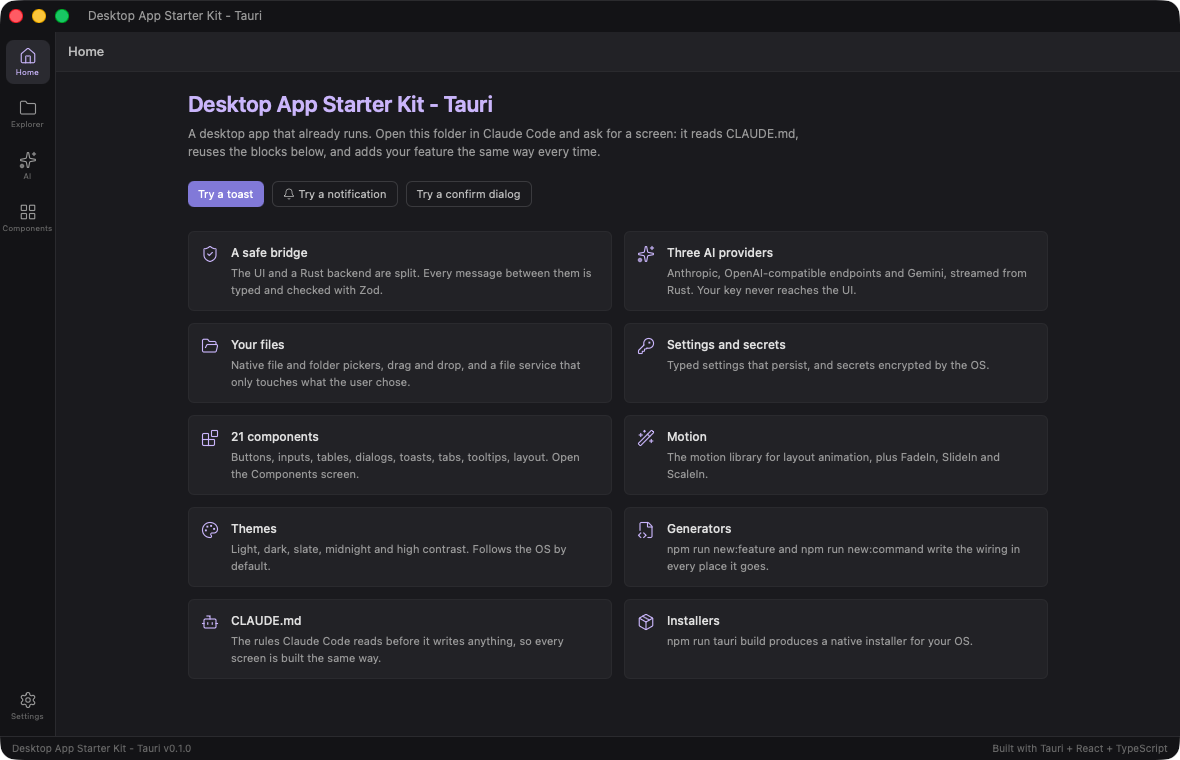 Desktop App Starter Kit - Tauri
Home
Home
Explorer
AI
Components
Settings
Desktop App Starter Kit - Tauri
A desktop app that already runs. Open this folder in Claude Code and ask for a screen: it reads CLAUDE.md,
reuses the blocks below, and adds your feature the same way every time.
Try a toast
Try a notification
Try a confirm dialog
A safe bridge
The UI and a Rust backend are split. Every message between them is
typed and checked with Zod.
Three AI providers
Anthropic, OpenAI-compatible endpoints and Gemini, streamed from
Rust. Your key never reaches the UI.
Your files
Native file and folder pickers, drag and drop, and a file service that
only touches what the user chose.
Settings and secrets
Typed settings that persist, and secrets encrypted by the OS.
21 components
Buttons, inputs, tables, dialogs, toasts, tabs, tooltips, layout. Open
the Components screen.
Motion
The motion library for layout animation, plus FadeIn, SlideIn and
ScaleIn.
Themes
Light, dark, slate, midnight and high contrast. Follows the OS by
default.
Generators
npm run new:feature and npm run new:command write the wiring in
every place it goes.
CLAUDE.md
The rules Claude Code reads before it writes anything, so every
screen is built the same way.
Installers
npm run tauri build produces a native installer for your OS.
Desktop App Starter Kit - Tauri v0.1.0
Built with Tauri + React + TypeScript